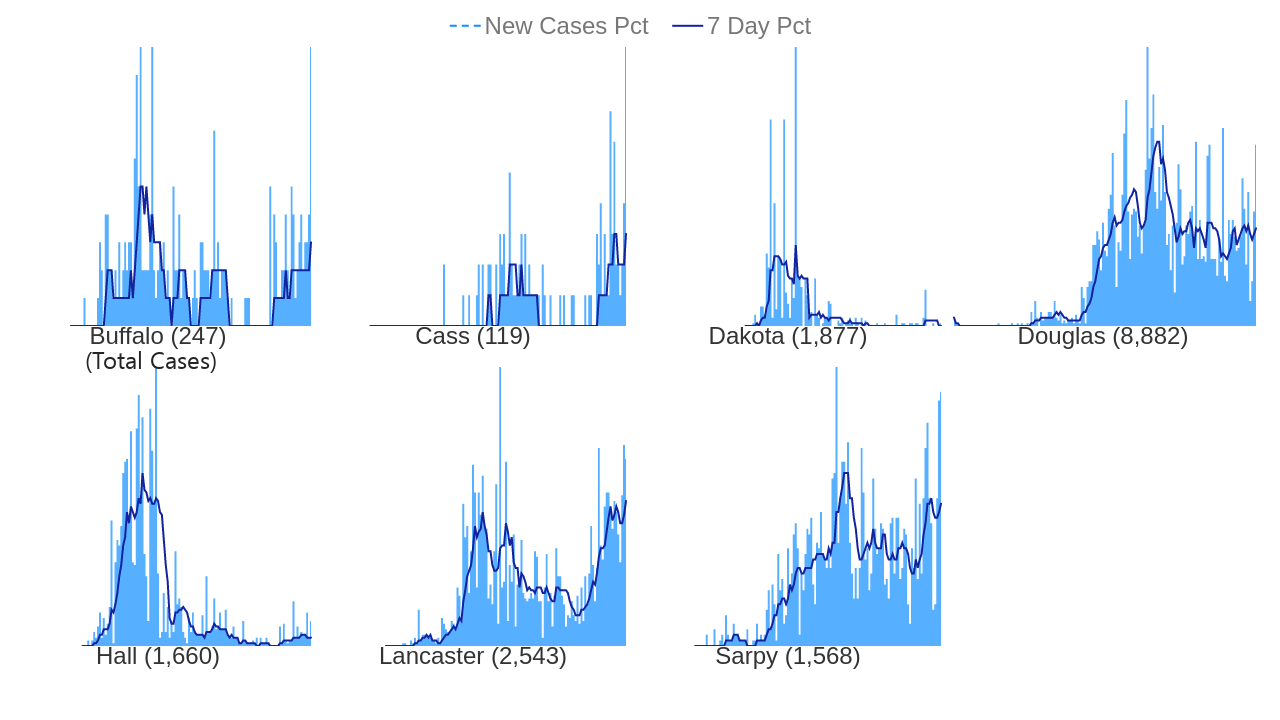 New Cases Pct 7 Day Pct
Buffalo (247)
(Total Cases)
Cass (119)
Dakota (1,877)
Douglas (8,882)
Hall (1,660)
Lancaster (2,543)
Sarpy (1,568)